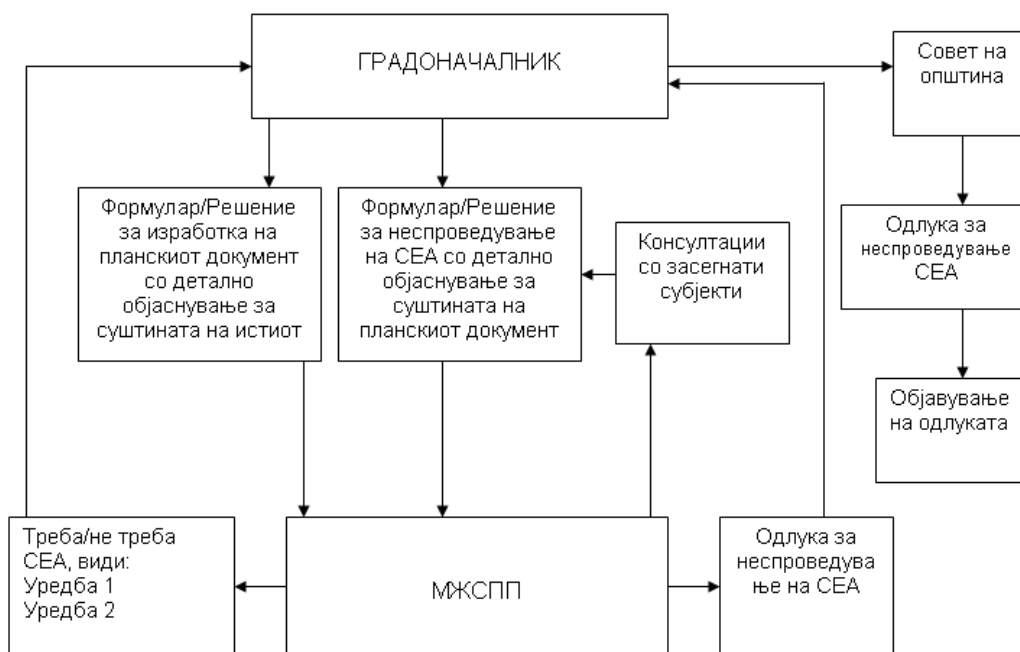 ГРАДОНАЧАЛНИК
Совет на
општина
Формулар/Решение
за изработка на
планскиот документ
со детално
објаснување за
суштината на истиот
Формулар/Решение
за неспроведување
на СЕА со детално
објаснување за
суштината на
планскиот документ
Консултации
со засегнати
субјекти
Одлука за
неспроведување
СЕА
Објавување
на одлуката
Треба/не треба
СЕА, види:
Уредба 1
Уредба 2
МЖСПП
Одлука за
неспроведува
ње на СЕА